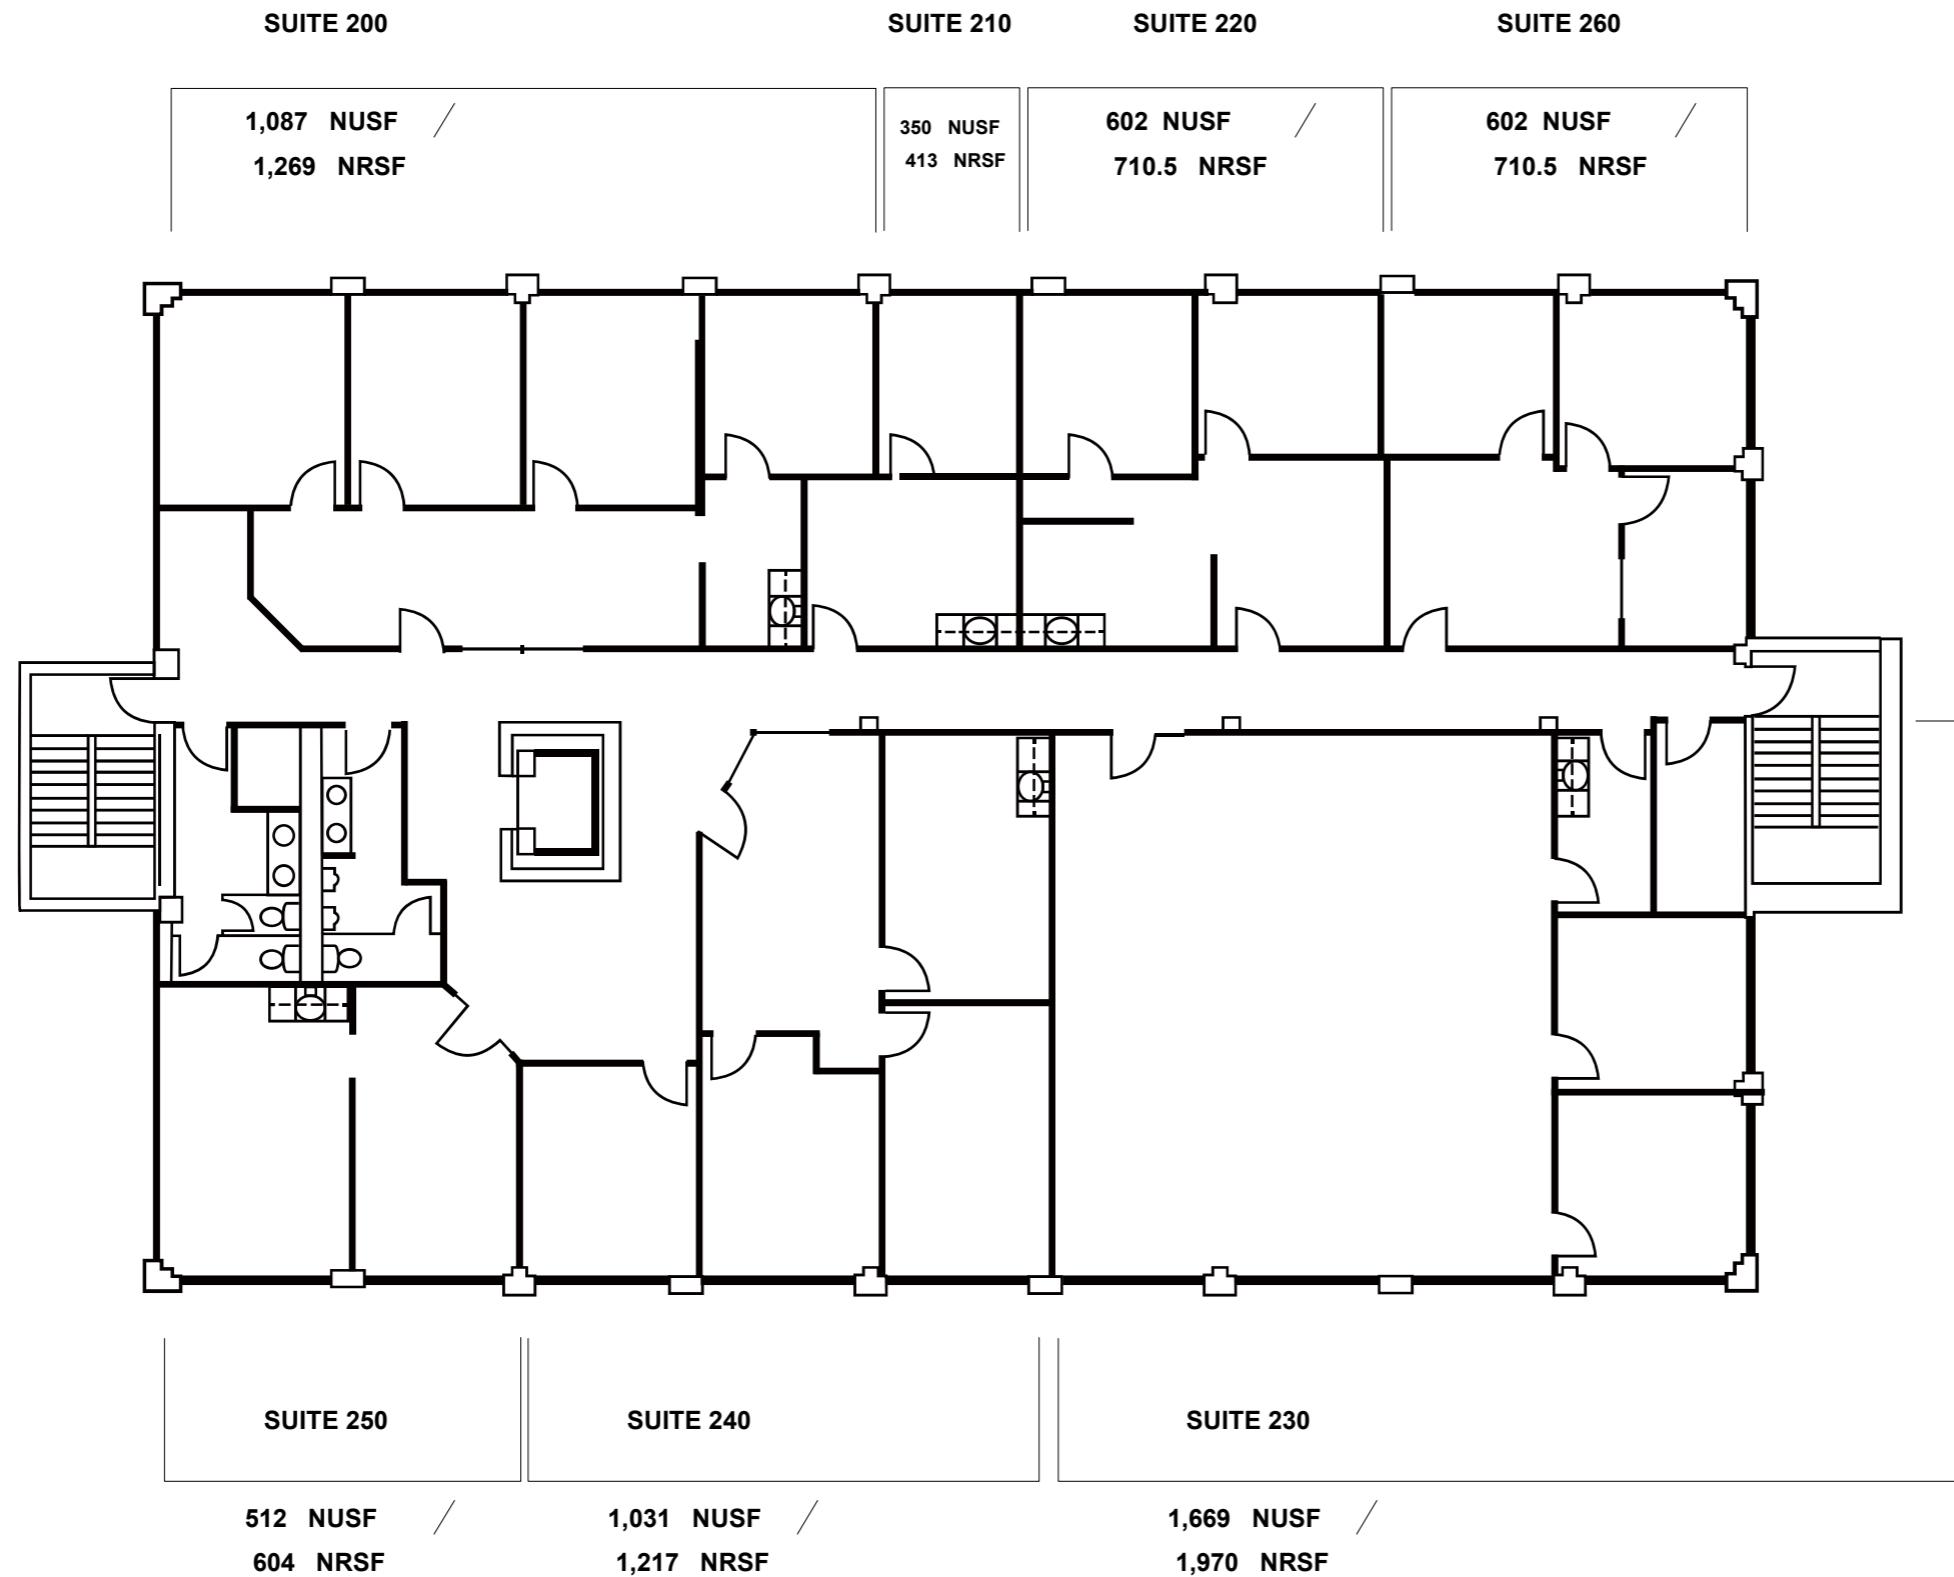 SUITE 200
SUITE 210
SUITE 220
SUITE 260
1,087 NUSF /
1,269 NRSF
350 NUSF
413 NRSF
602 NUSF /
710.5 NRSF
602 NUSF /
710.5 NRSF
SUITE 250
SUITE 240
SUITE 230
512 NUSF /
604 NRSF
1,031 NUSF /
1,217 NRSF
1,669 NUSF /
1,970 NRSF